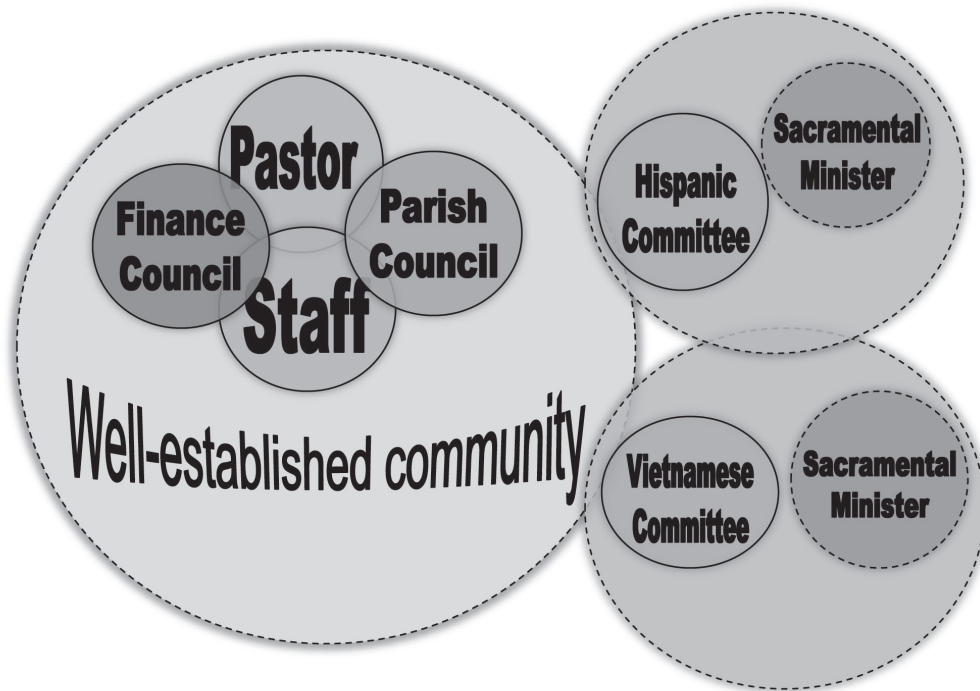 Pastor
Finance
Council
Parish
Council
Staff
Well-established community
Hispanic
Committee
Sacramental
Minister
Vietnamese
Committee
Sacramental
Minister